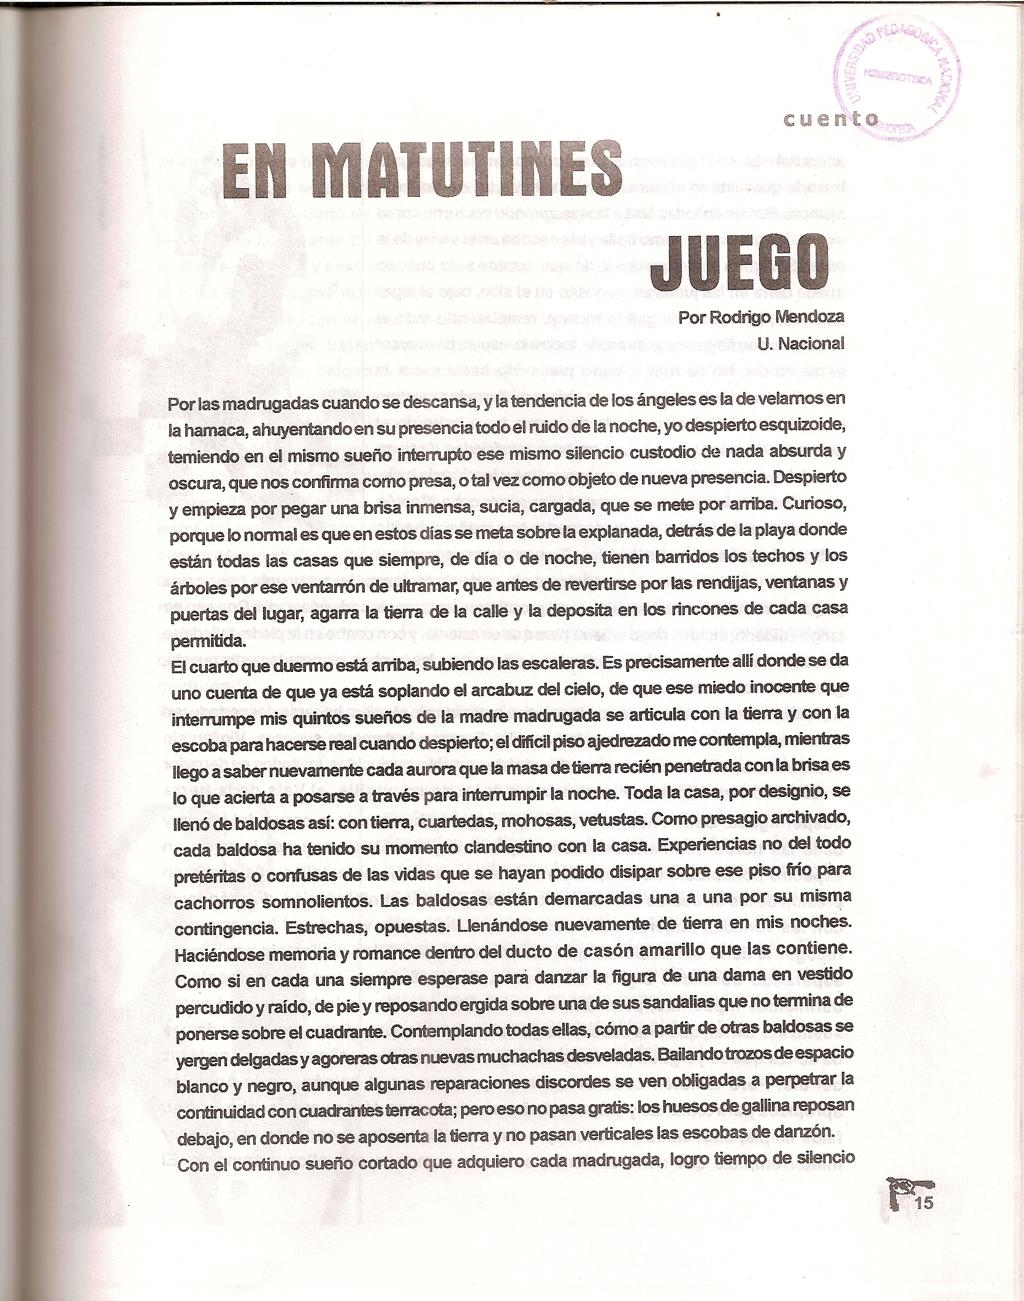 UNIVERSIDAD PEDAGOGICA NACIONAL
HEMEROTECA
cuento
EN MATUTINES
JUEGO
Por Rodrigo Mendoza
U. Nacional
Por las madrugadas cuando se descansa, y la tendencia de los ángeles es la de velarnos en
la hamaca, ahuyentando en su presencia todo el ruido de la noche, yo despierto esquizoide,
temiendo en el mismo sueño interrupto ese mismo silencio custodio de nada absurda y
oscura, que nos confirma como presa, o tal vez como objeto de nueva presencia. Despierto
y empieza por pegar una brisa inmensa, sucia, cargada, que se mete por arriba. Curioso,
porque lo normal es que en estos días se meta sobre la explanada, detrás de la playa donde
están todas las casas que siempre, de día o de noche, tienen barridos los techos y los
árboles por ese ventarrón de ultramar, que antes de revertirse por las rendijas, ventanas y
puertas del lugar, agarra la tierra de la calle y la deposita en los rincones de cada casa
permitida.
El cuarto que duermo está arriba, subiendo las escaleras. Es precisamente allí donde se da
uno cuenta de que ya está soplando el arcabuz del cielo, de que ese miedo inocente que
interrumpe mis quintos sueños de la madre madrugada se articula con la tierra y con la
escoba para hacerse real cuando despierto; el difícil piso ajedrezado me contempla, mientras
llego a saber nuevamente cada aurora que la masa de tierra recién penetrada con la brisa es
lo que acierta a posarse a través para interrumpir la noche. Toda la casa, por designio, se
llenó de baldosas así: con tierra, cuartedas, mohosas, vetustas. Como presagio archivado,
cada baldosa ha tenido su momento clandestino con la casa. Experiencias no del todo
pretéritas o confusas de las vidas que se hayan podido disipar sobre ese piso frío para
cachorros somnolientos. Las baldosas están demarcadas una a una por su misma
contingencia. Estrechas, opuestas. Llenándose nuevamente de tierra en mis noches.
Haciéndose memoria y romance dentro del ducto de casón amarillo que las contiene.
Como si en cada una siempre esperase para danzar la figura de una dama en vestido
percudido y raído, de pie y reposando ergida sobre una de sus sandalias que no termina de
ponerse sobre el cuadrante. Contemplando todas ellas, cómo a partir de otras baldosas se
yergen delgadas y agoreras otras nuevas muchachas desveladas. Bailando trozos de espacio
blanco y negro, aunque algunas reparaciones discordes se ven obligadas a perpetrar la
continuidad con cuadrantes terracota; pero eso no pasa gratis: los huesos de gallina reposan
debajo, en donde no se aposenta la tierra y no pasan verticales las escobas de danzón.
Con el continuo sueño cortado que adquiero cada madrugada, logro tiempo de silencio
15